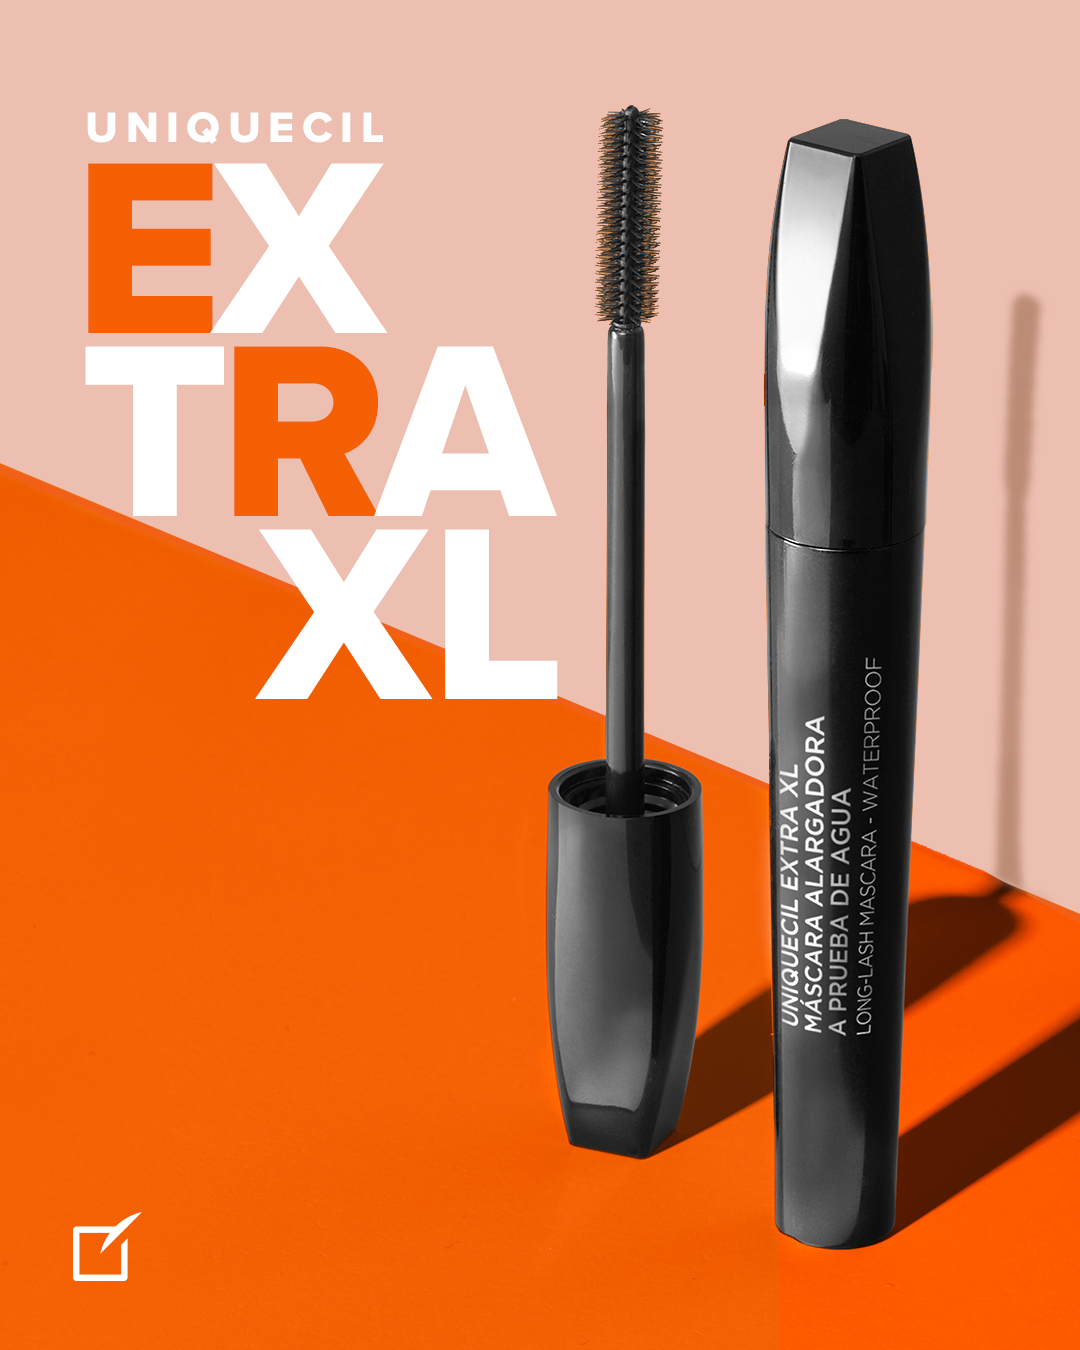 UNIQUECIL
EX
TRA
XL
UNIQUECIL EXTRA XL
MÁSCARA ALARGADORA
A PRUEBA DE AGUA
LONG-LASH MASCARA - WATERPROOF